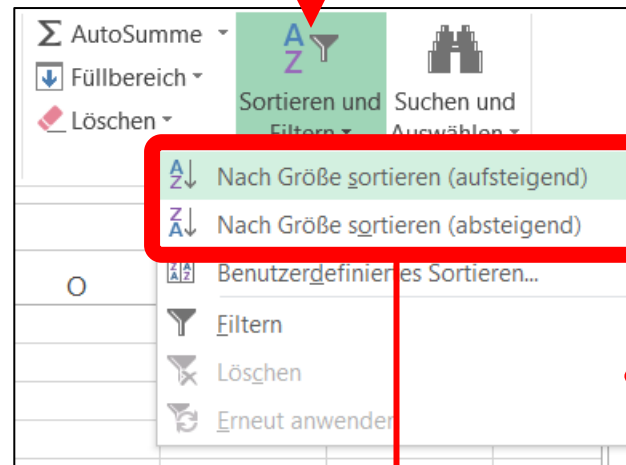 AutoSumme
Füllbereich
Löschen
Sortieren und
Filtern
Suchen und
Auswählen
Nach Größe sortieren (aufsteigend)
Nach Größe sortieren (absteigend)
Benutzerdefiniertes Sortieren...
O
Filtern
Löschen
Erneut anwenden